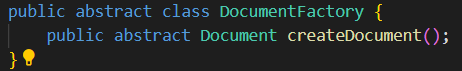 public abstract class DocumentFactory {
    public abstract Document createDocument();
}